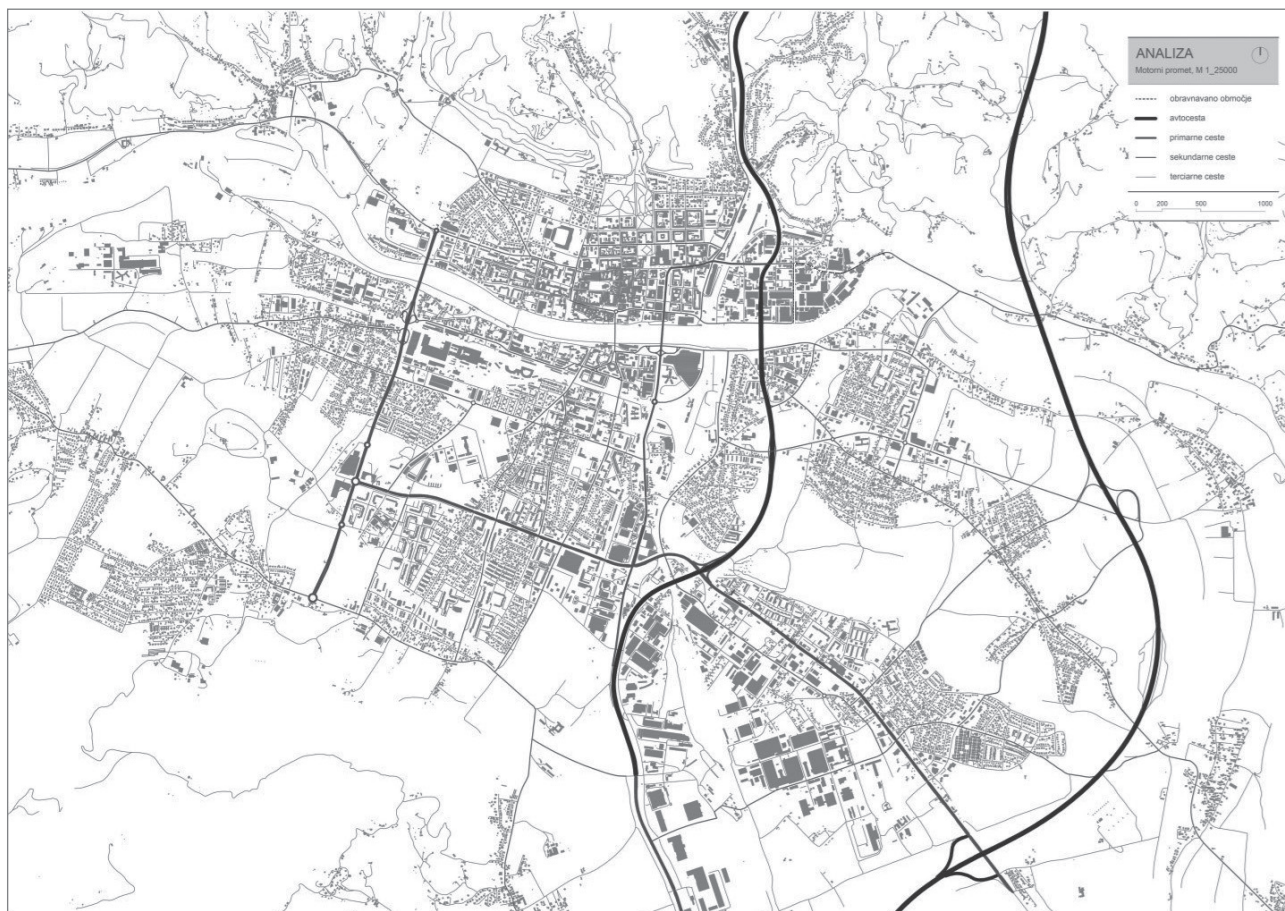 ANALIZA
Motorni promet, M 1_25000
obravnavano območje
avtocesta
primarne ceste
sekundarne ceste
terciarne ceste
0 200 500 1000